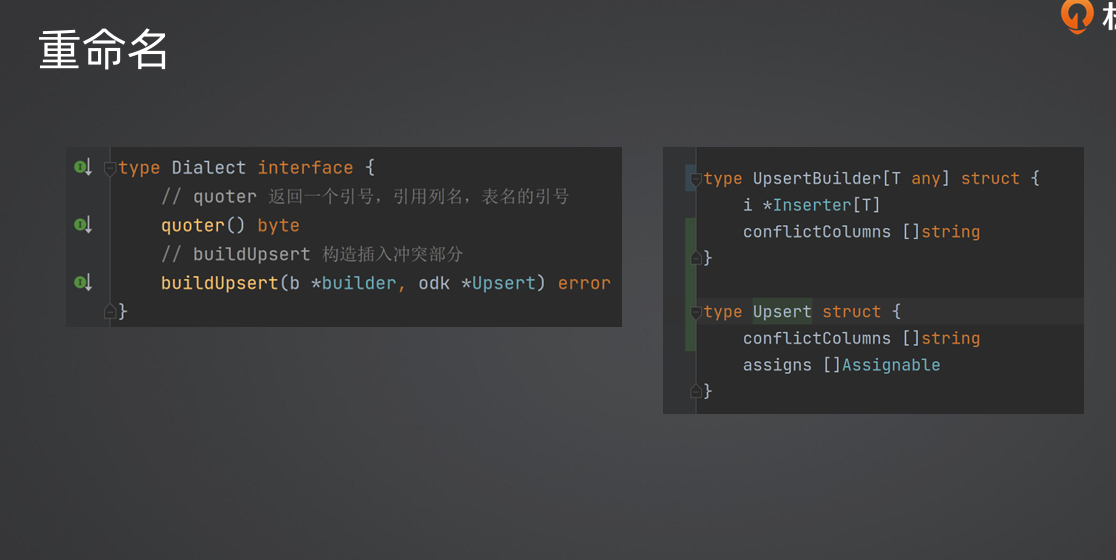 重命名
type Dialect interface {
// quoter 返回一个引号，引用列名，表名的引号
quoter() byte
// buildUpsert 构造插入冲突部分
buildUpsert(b *builder, odk *Upsert) error
}
type UpsertBuilder[T any] struct {
i *Inserter[T]
conflictColumns []string
}
type Upsert struct {
conflictColumns []string
assigns []Assignable
}